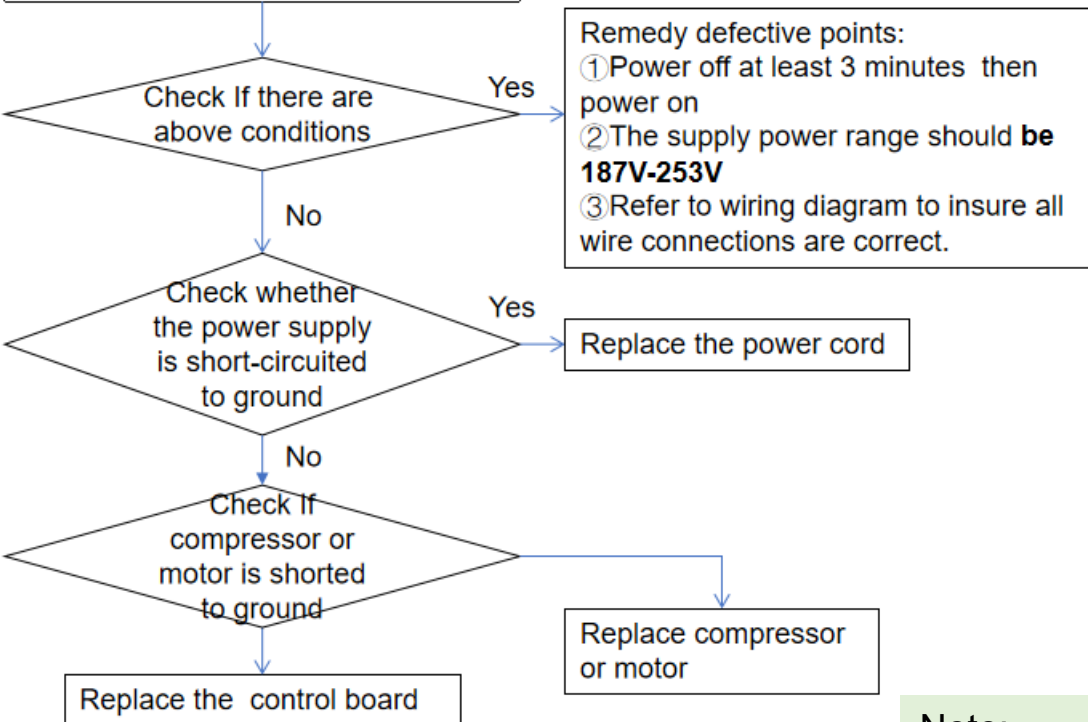 Remedy defective points:
①Power off at least 3 minutes then
power on
②The supply power range should be
187V-253V
③Refer to wiring diagram to insure all
wire connections are correct.
Check If there are
above conditions
Yes
No
Check whether
the power supply
is short-circuited
to ground
Yes
Replace the power cord
No
Check If
compressor or
motor is shorted
to ground
Replace compressor
or motor
Replace the control board
Note: